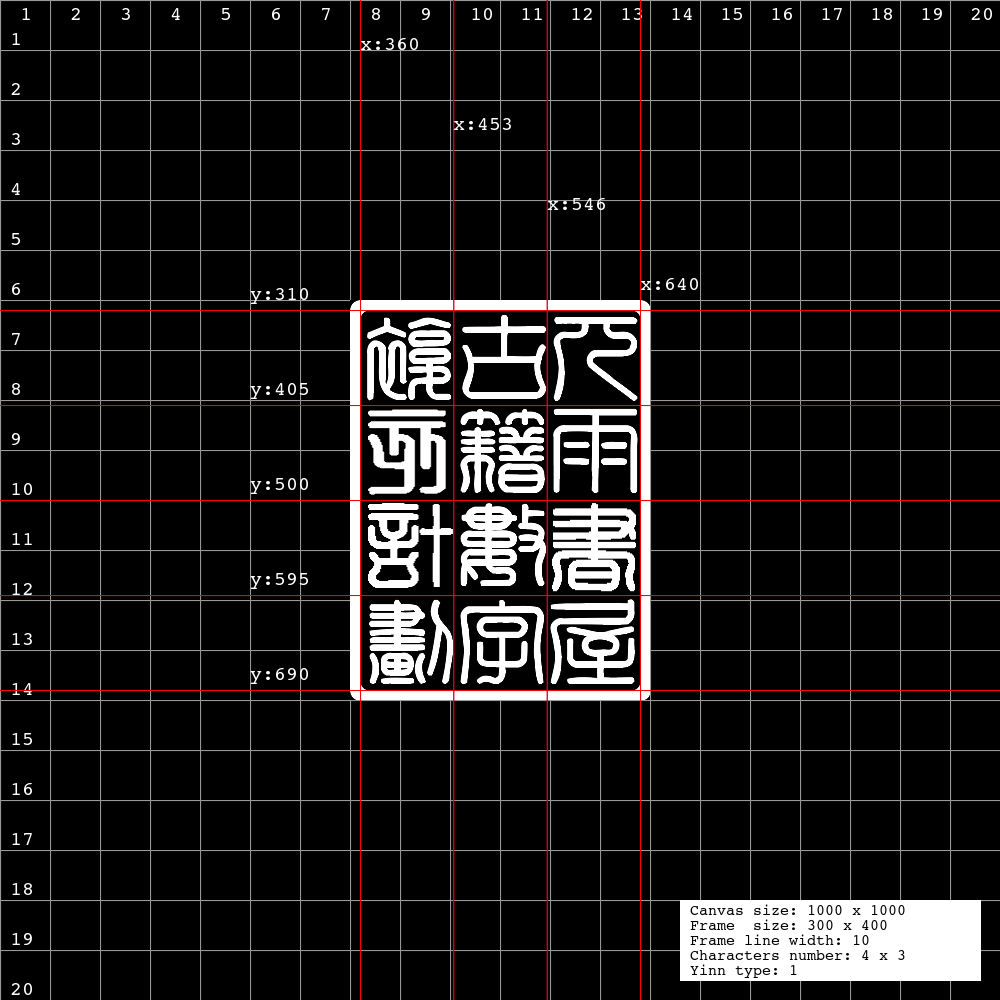 1 2 3 4 5 6 7 8 9 10 11 12 13 14 15 16 17 18 19 20
1
2
3
4
5
6
7
8
9
10
11
12
13
14
15
16
17
18
19
20
x:360
x:453
x:546
x:640
y:310
y:405
y:500
y:595
y:690
雨書屋
古籍數字
複刻計劃
Canvas size: 1000 x 1000
Frame size: 300 x 400
Frame line width: 10
Characters number: 4 x 3
Yinn type: 1